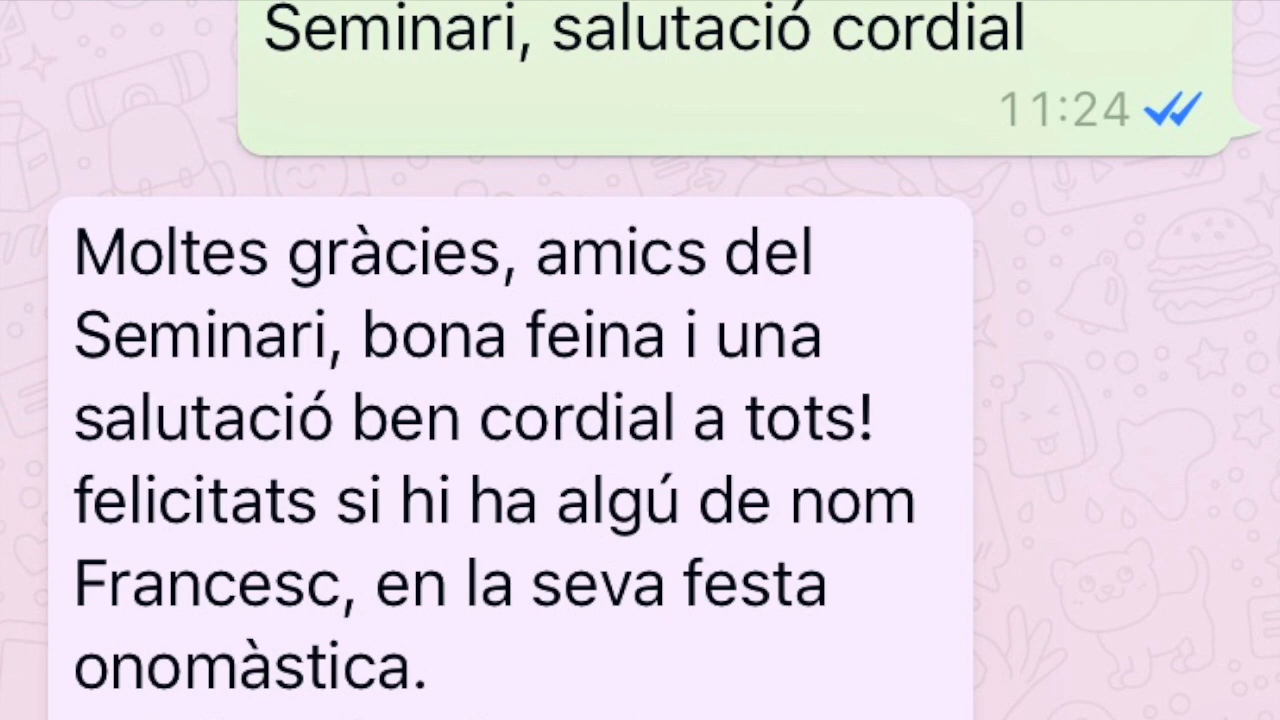 Seminari, salutació cordial
11:24
Moltes gràcies, amics del
Seminari, bona feina i una
salutació ben cordial a tots!
felicitats si hi ha algú de nom
Francesc, en la seva festa
onomàstica.